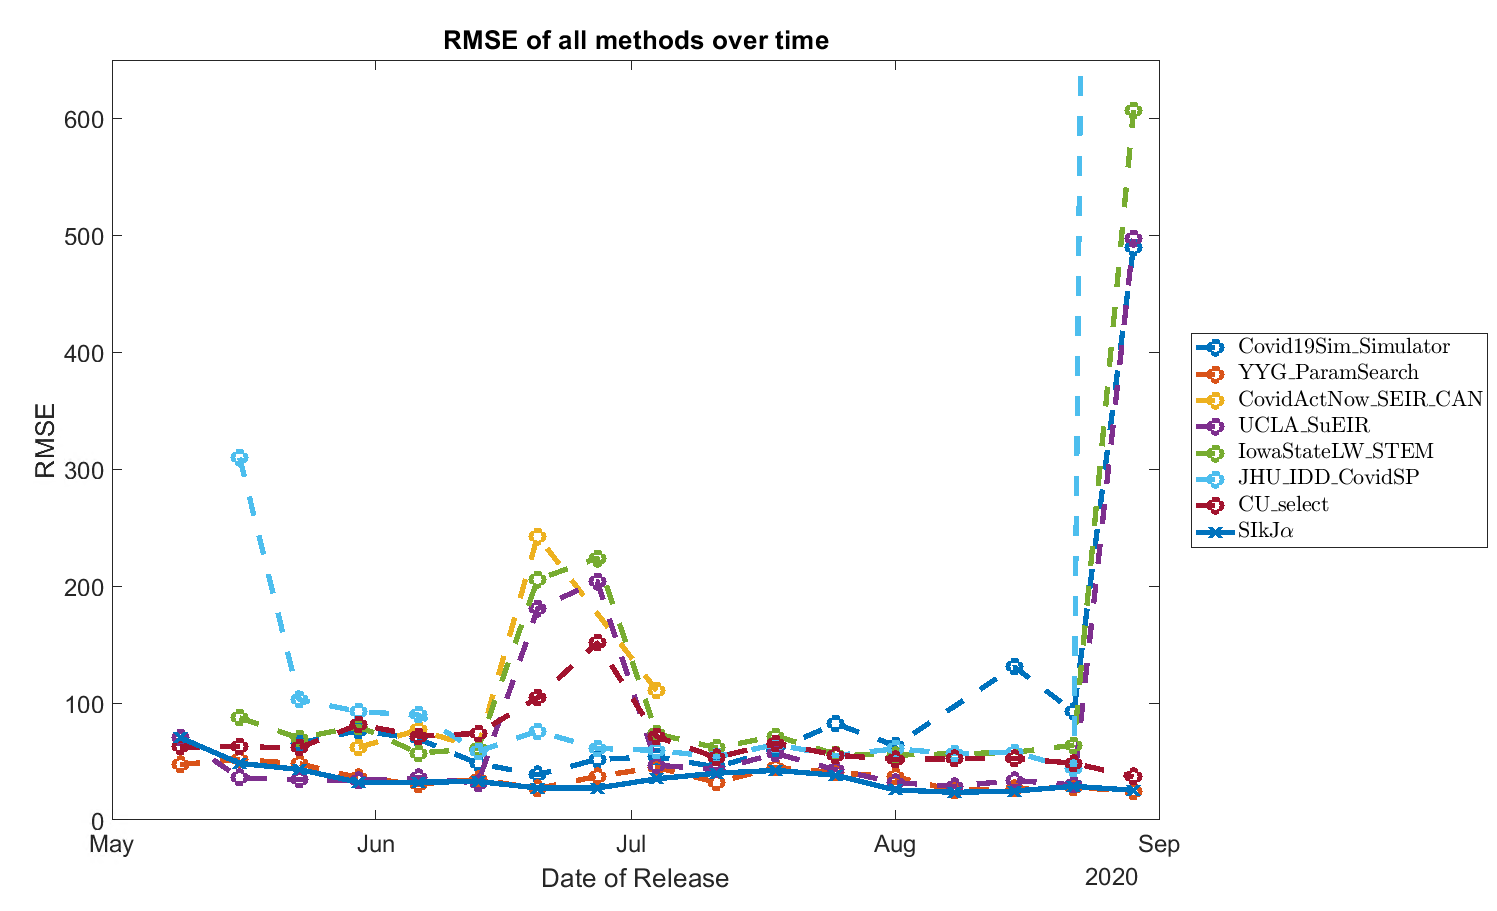 RMSE of all methods over time
600
500
400
300
200
100
0
RMSE
May Jun Jul Aug Sep
Date of Release
2020
Covid19Sim_Simulator
YYG_ParamSearch
CovidActNow_SEIR_CAN
UCLA_SuEIR
IowaStateLW_STEM
JHU_IDD_CovidSP
CU_select
SIkJα